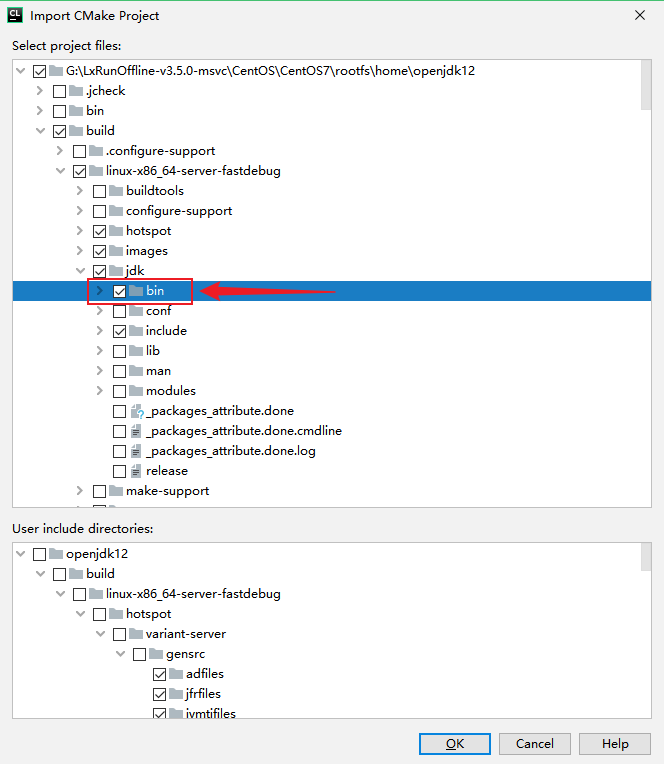 CL Import CMake Project
Select project files:
G:\LxRunOffline-v3.5.0-msvc\CentOS\CentOS7\rootfs\home\openjdk12
.jcheck
bin
build
.configure-support
linux-x86_64-server-fastdebug
buildtools
configure-support
hotspot
images
jdk
bin
conf
include
lib
man
modules
_packages_attribute.done
_packages_attribute.done.cmdline
_packages_attribute.done.log
release
make-support
User include directories:
openjdk12
build
linux-x86_64-server-fastdebug
hotspot
variant-server
gensrc
adfiles
jfrfiles
jvmtifiles
OK Cancel Help